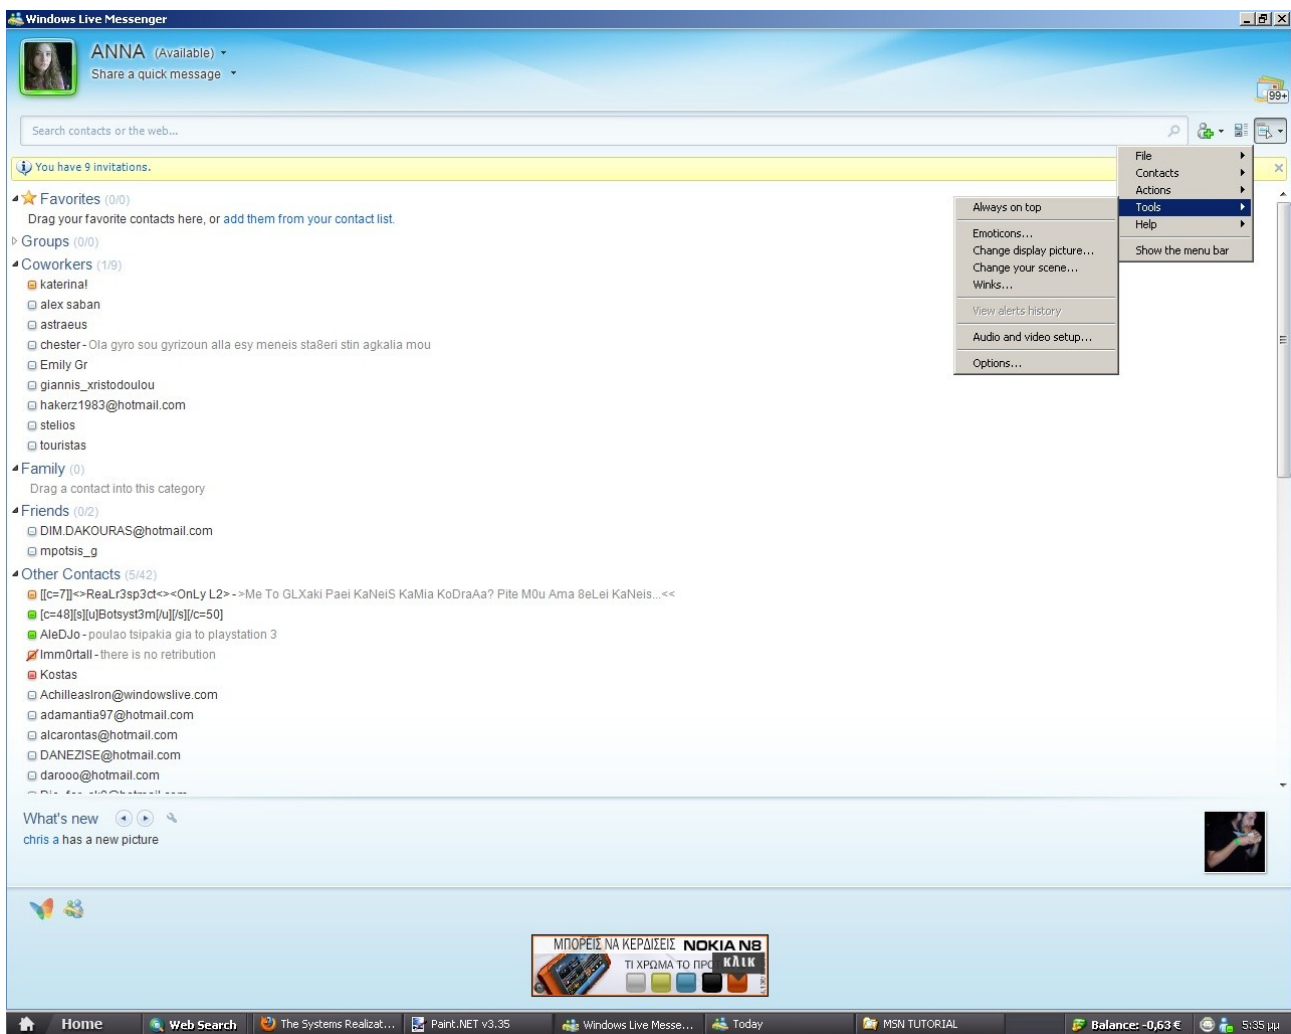 Windows Live Messenger
ANNA (Available)
Share a quick message
99+
Search contacts or the web...
You have 9 invitations.
File
Contacts
Actions
Tools
Help
Show the menu bar
Always on top
Emoticons...
Change display picture...
Change your scene...
Winks...
View alerts history
Audio and video setup...
Options...
Favorites (0/0)
Drag your favorite contacts here, or add them from your contact list.
Groups (0/0)
Coworkers (1/9)
katerina!
alex saban
astraeus
chester - Ola gyro sou gyrizoun alla esy meneis sta8eri stin agkalia mou
Emily Gr
giannis_xristodoulou
hakerz1983@hotmail.com
stelios
touristas
Family (0)
Drag a contact into this category
Friends (0/2)
DIM.DAKOURAS@hotmail.com
mpotsis_g
Other Contacts (5/42)
[[c=7]]<>ReaLr3sp3ct<><OnLy L2> - >Me To GLXaki Paei KaNeiS KaMia KoDraAa? Pite M0u Ama 8eLei KaNeis...<<
[c=48][s][u]Botsyst3m[/u][/s][/c=50]
AleDJo - poulao tsipakia gia to playstation 3
Imm0rtall - there is no retribution
Kostas
AchilleasIron@windowslive.com
adamantia97@hotmail.com
alcarontas@hotmail.com
DANEZISE@hotmail.com
darooo@hotmail.com
What's new
chris a has a new picture
ΜΠΟΡΕΙΣ ΝΑ ΚΕΡΔΙΣΕΙΣ NOKIA N8
ΤΙ ΧΡΩΜΑ ΤΟ ΠΡΟΤ
κλικ
Home
Web Search
The Systems Realizat...
Paint.NET v3.35
Windows Live Messe...
Today
MSN TUTORIAL
Balance: -0,63 €
5:35 μμ